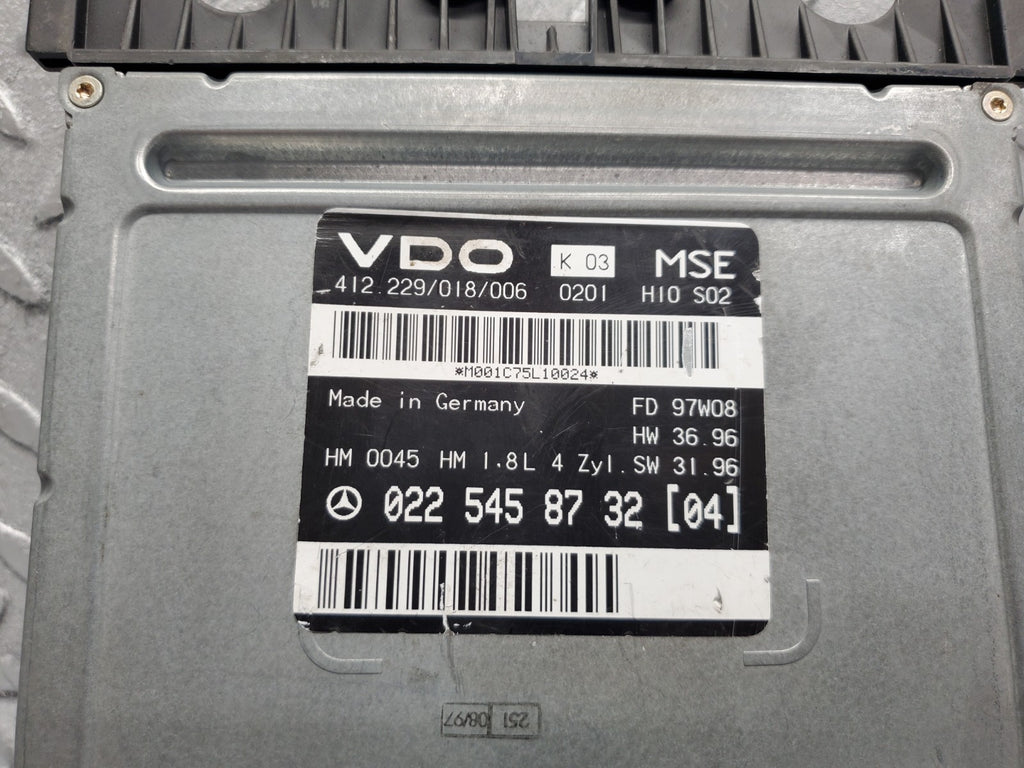 VDO K 03 MSE
412.229/018/006 0201 H10 S02
*M001C75L10024*
Made in Germany FD 97W08
HW 36.96
HM 0045 HM 1.8L 4 Zyl. SW 31.96
022 545 87 32 [04]
08/97 251